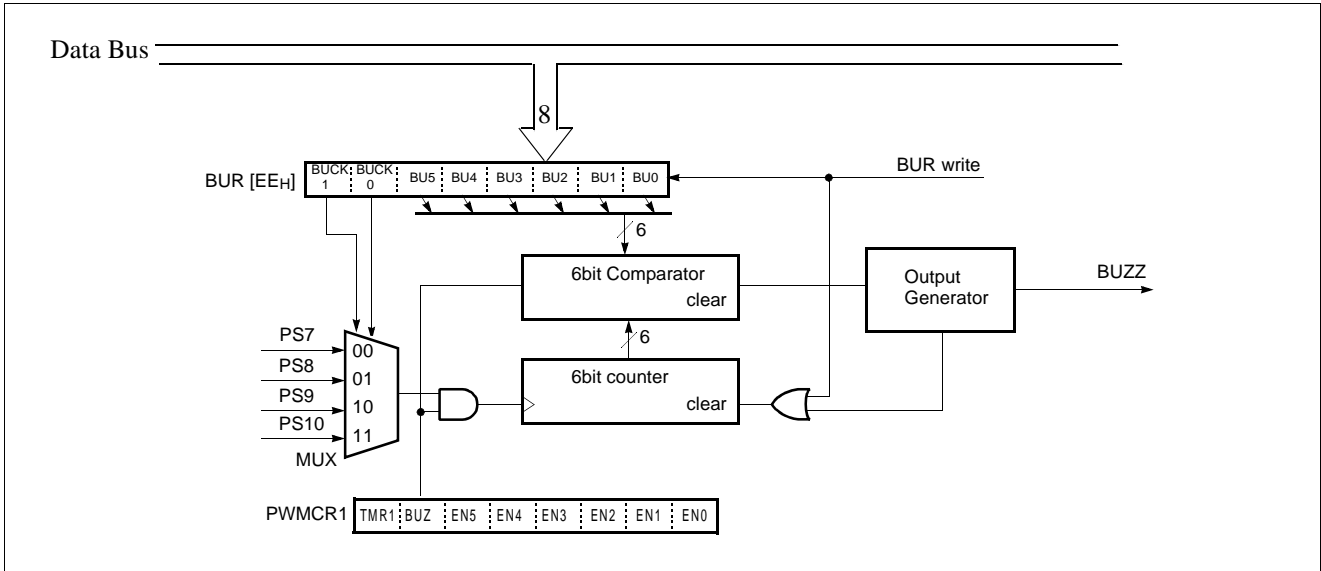 Data Bus
8
BUR [EEH]
BUCK 1
BUCK 0
BU5
BU4
BU3
BU2
BU1
BU0
BUR write
6
6bit Comparator
clear
Output Generator
BUZZ
6
PS7
PS8
PS9
PS10
00
01
10
11
MUX
6bit counter
clear
PWMCR1
TMR1
BUZ
EN5
EN4
EN3
EN2
EN1
EN0